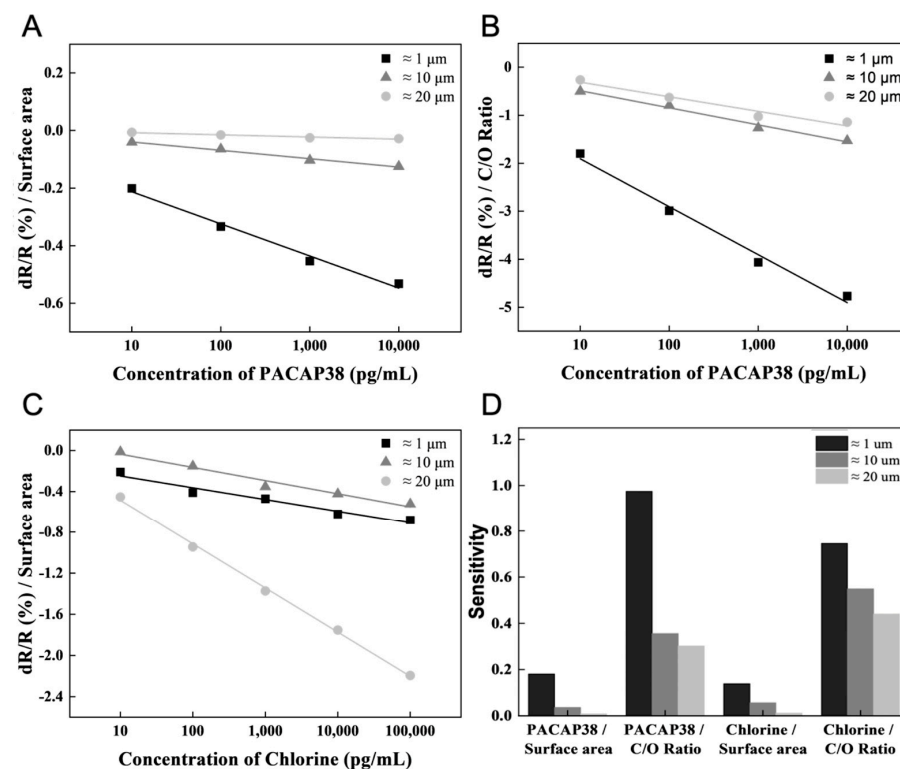 A
≈ 1 μm
≈ 10 μm
≈ 20 μm
0.2
0.0
-0.2
-0.4
-0.6
dR/R (%) / Surface area
10
100
1,000
10,000
Concentration of PACAP38 (pg/mL)
B
≈ 1 μm
≈ 10 μm
≈ 20 μm
0
-1
-2
-3
-4
-5
dR/R (%) / C/O Ratio
10
100
1,000
10,000
Concentration of PACAP38 (pg/mL)
C
≈ 1 μm
≈ 10 μm
≈ 20 μm
0.0
-0.4
-0.8
-1.2
-1.6
-2.0
-2.4
dR/R (%) / Surface area
10
100
1,000
10,000
100,000
Concentration of Chlorine (pg/mL)
D
≈ 1 um
≈ 10 um
≈ 20 um
1.2
1.0
0.8
0.6
0.4
0.2
0.0
Sensitivity
PACAP38 /
Surface area
PACAP38 /
C/O Ratio
Chlorine /
Surface area
Chlorine /
C/O Ratio